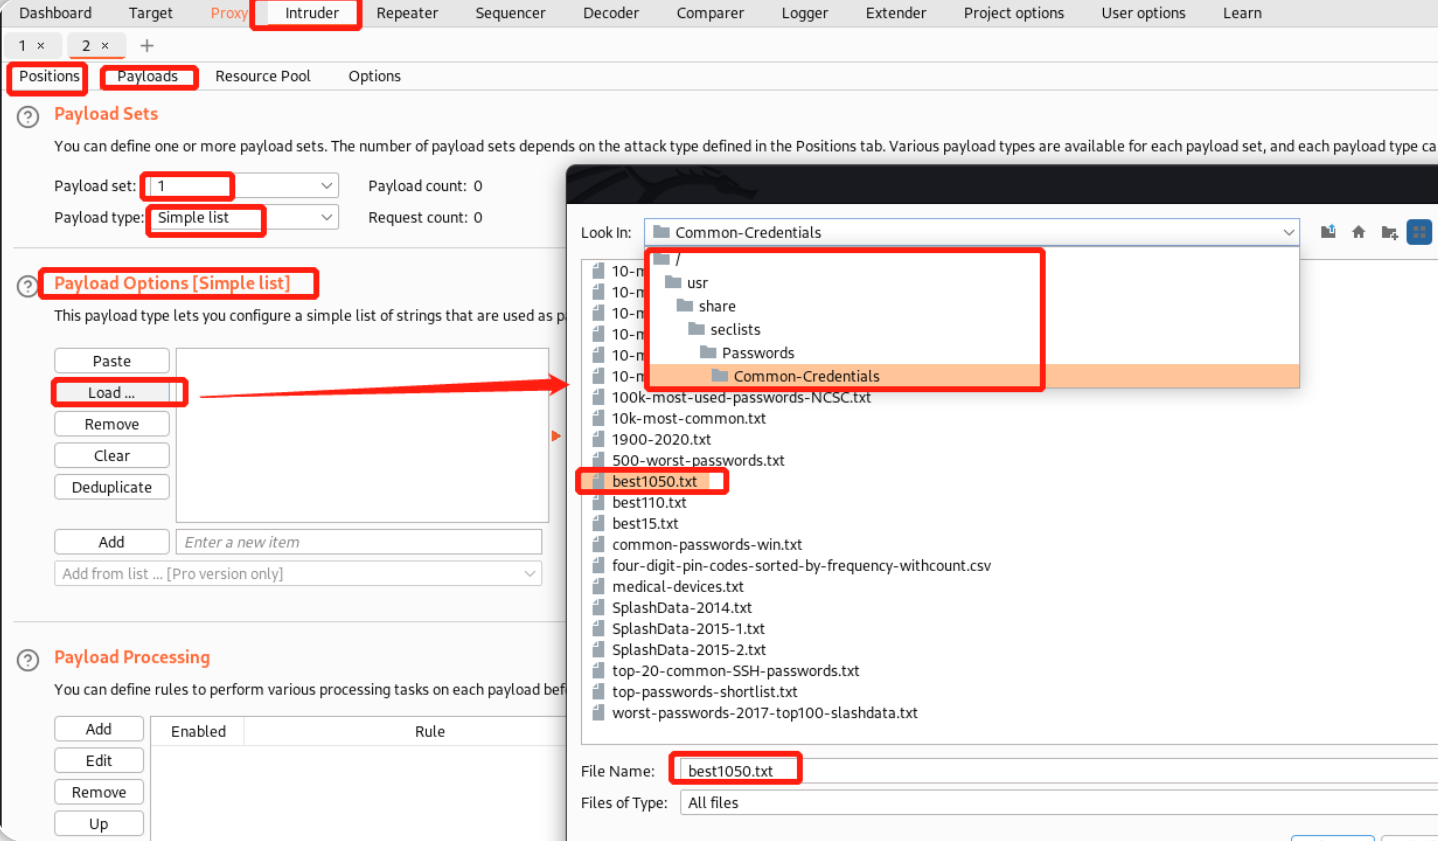 Dashboard Target Proxy Intruder Repeater Sequencer Decoder Comparer Logger Extender Project options User options Learn
1 × 2 × +
Positions Payloads Resource Pool Options
? Payload Sets
You can define one or more payload sets. The number of payload sets depends on the attack type defined in the Positions tab. Various payload types are available for each payload set, and each payload type ca
Payload set: 1 Payload count: 0
Payload type: Simple list Request count: 0
? Payload Options [Simple list]
This payload type lets you configure a simple list of strings that are used as p
Paste
Load ...
Remove
Clear
Deduplicate
Add Enter a new item
Add from list ... [Pro version only]
? Payload Processing
You can define rules to perform various processing tasks on each payload bef
Add Enabled Rule
Edit
Remove
Up
Look In: Common-Credentials
/
usr
share
seclists
Passwords
Common-Credentials
10-m
10-m
10-m
10-m
10-m
10-m
100k-most-used-passwords-NCSC.txt
10k-most-common.txt
1900-2020.txt
500-worst-passwords.txt
best1050.txt
best110.txt
best15.txt
common-passwords-win.txt
four-digit-pin-codes-sorted-by-frequency-withcount.csv
medical-devices.txt
SplashData-2014.txt
SplashData-2015-1.txt
SplashData-2015-2.txt
top-20-common-SSH-passwords.txt
top-passwords-shortlist.txt
worst-passwords-2017-top100-slashdata.txt
File Name: best1050.txt
Files of Type: All files